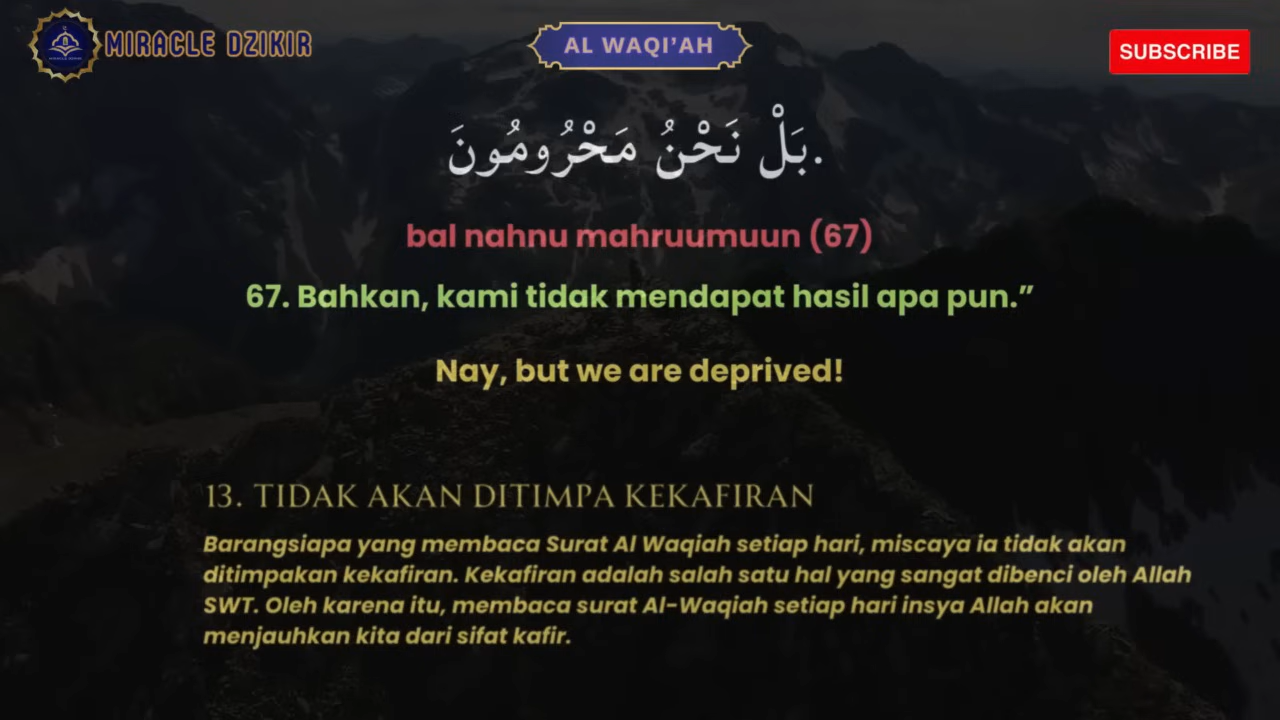 MIRACLE DZIKIR
AL WAQI’AH
SUBSCRIBE
بَلْ نَحْنُ مَحْرُومُونَ.
bal nahnu mahruumuun (67)
67. Bahkan, kami tidak mendapat hasil apa pun.”
Nay, but we are deprived!
13. TIDAK AKAN DITIMPA KEKAFIRAN
Barangsiapa yang membaca Surat Al Waqiah setiap hari, miscaya ia tidak akan
ditimpakan kekafiran. Kekafiran adalah salah satu hal yang sangat dibenci oleh Allah
SWT. Oleh karena itu, membaca surat Al-Waqiah setiap hari insya Allah akan
menjauhkan kita dari sifat kafir.